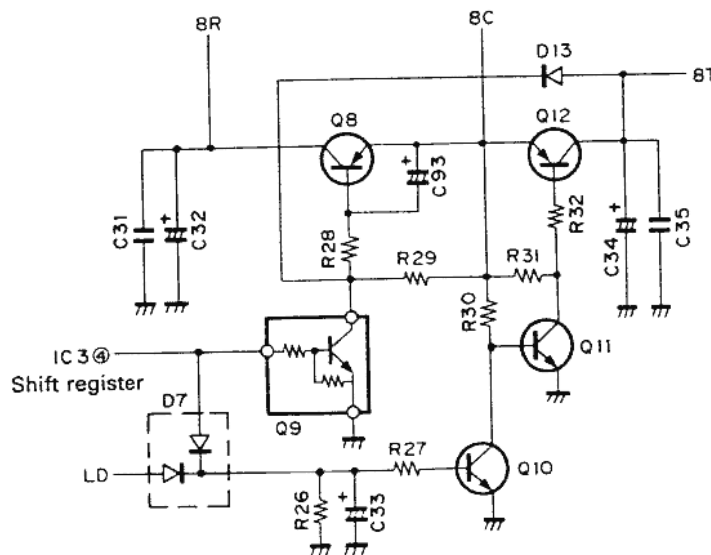 8R
8C
D13
8T
Q8
Q12
+
C93
C31
+
C32
R28
R29
R31
R32
+
C34
C35
R30
IC3④
Shift register
Q11
D7
Q9
LD
R27
Q10
R26
+
C33